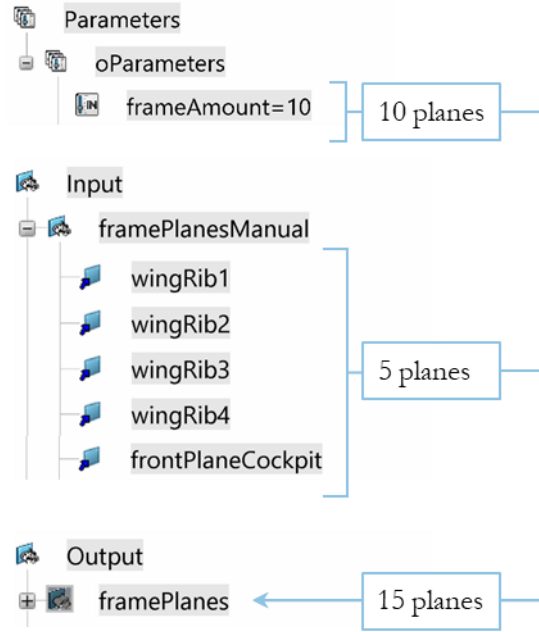 Parameters
oParameters
frameAmount=10
10 planes
Input
framePlanesManual
wingRib1
wingRib2
wingRib3
5 planes
wingRib4
frontPlaneCockpit
Output
framePlanes
15 planes